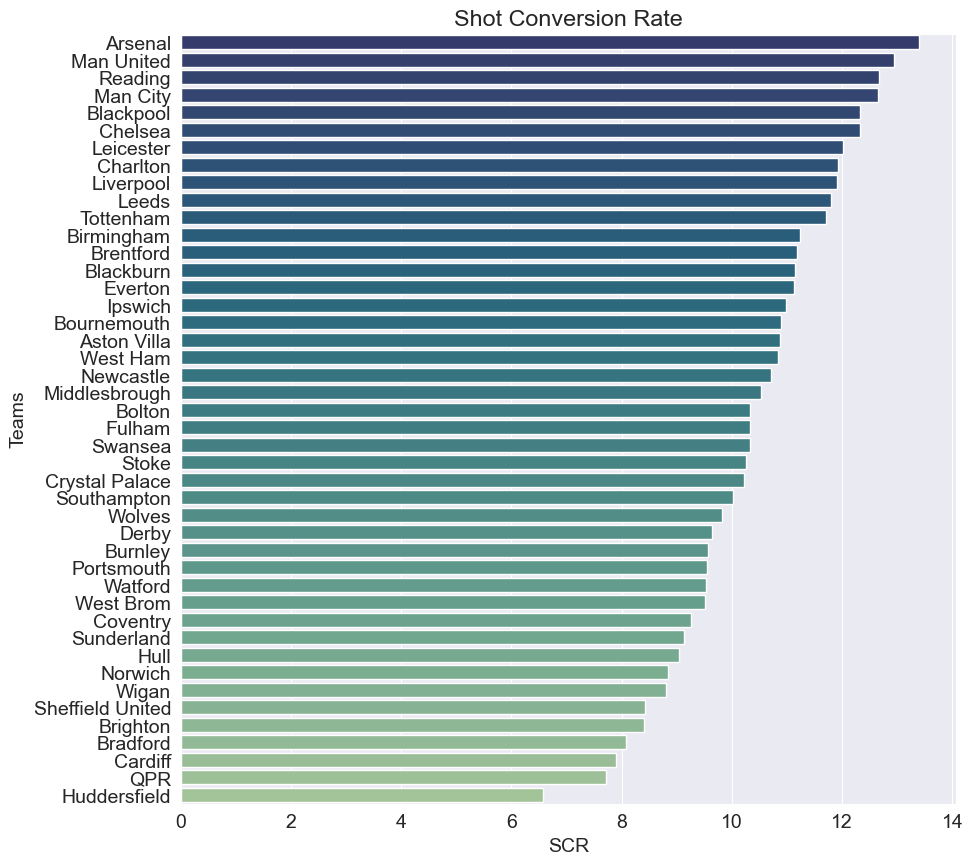 Shot Conversion Rate
Teams
Arsenal
Man United
Reading
Man City
Blackpool
Chelsea
Leicester
Charlton
Liverpool
Leeds
Tottenham
Birmingham
Brentford
Blackburn
Everton
Ipswich
Bournemouth
Aston Villa
West Ham
Newcastle
Middlesbrough
Bolton
Fulham
Swansea
Stoke
Crystal Palace
Southampton
Wolves
Derby
Burnley
Portsmouth
Watford
West Brom
Coventry
Sunderland
Hull
Norwich
Wigan
Sheffield United
Brighton
Bradford
Cardiff
QPR
Huddersfield
0 2 4 6 8 10 12 14
SCR